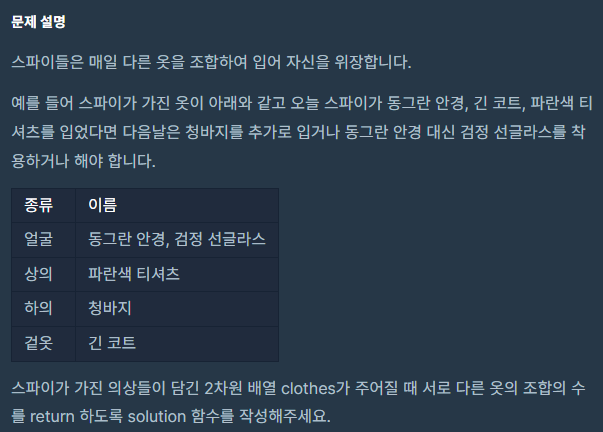 문제 설명
스파이들은 매일 다른 옷을 조합하여 입어 자신을 위장합니다.
예를 들어 스파이가 가진 옷이 아래와 같고 오늘 스파이가 동그란 안경, 긴 코트, 파란색 티
셔츠를 입었다면 다음날은 청바지를 추가로 입거나 동그란 안경 대신 검정 선글라스를 착
용하거나 해야 합니다.
종류 이름
얼굴 동그란 안경, 검정 선글라스
상의 파란색 티셔츠
하의 청바지
겉옷 긴 코트
스파이가 가진 의상들이 담긴 2차원 배열 clothes가 주어질 때 서로 다른 옷의 조합의 수
를 return 하도록 solution 함수를 작성해주세요.